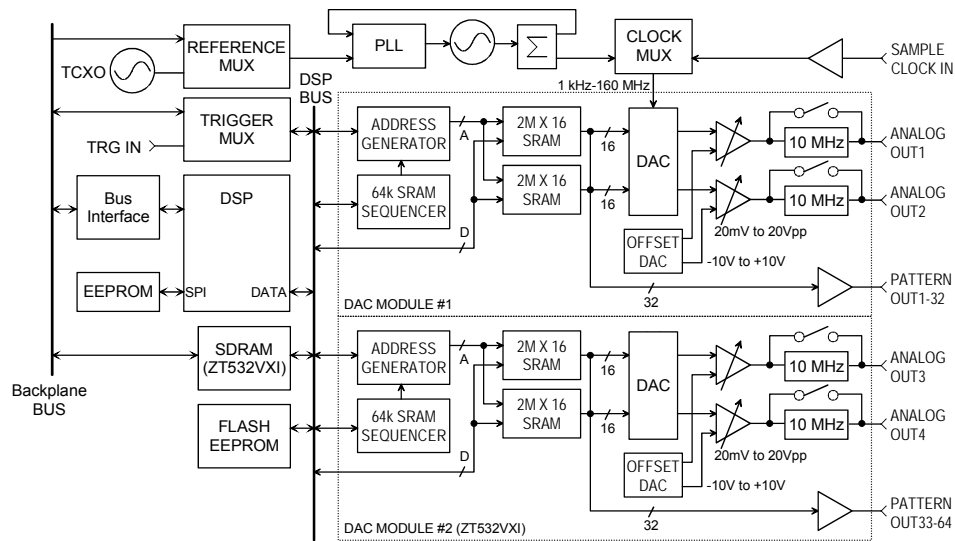 REFERENCE
MUX
TCXO
PLL
Σ
CLOCK
MUX
SAMPLE
CLOCK IN
1 kHz-160 MHz
DSP
BUS
TRIGGER
MUX
TRG IN
Bus
Interface
DSP
EEPROM
SPI
DATA
SDRAM
(ZT532VXI)
Backplane
BUS
FLASH
EEPROM
ADDRESS
GENERATOR
A
64k SRAM
SEQUENCER
D
2M X 16
SRAM
2M X 16
SRAM
16
16
DAC
10 MHz
ANALOG
OUT1
10 MHz
ANALOG
OUT2
20mV to 20Vpp
OFFSET
DAC
-10V to +10V
32
PATTERN
OUT1-32
DAC MODULE #1
ADDRESS
GENERATOR
A
64k SRAM
SEQUENCER
D
2M X 16
SRAM
2M X 16
SRAM
16
16
DAC
10 MHz
ANALOG
OUT3
10 MHz
ANALOG
OUT4
20mV to 20Vpp
OFFSET
DAC
-10V to +10V
32
PATTERN
OUT33-64
DAC MODULE #2 (ZT532VXI)